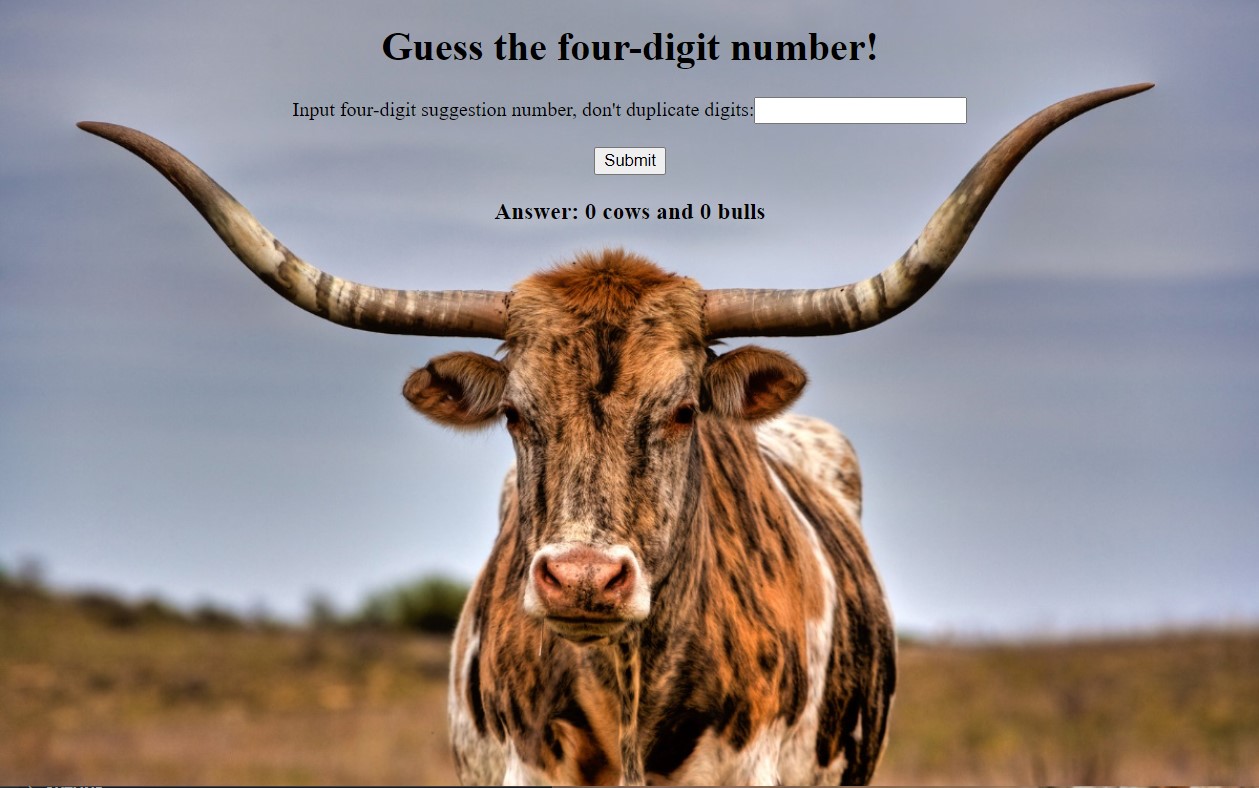 Guess the four-digit number!
Input four-digit suggestion number, don't duplicate digits:
Submit
Answer: 0 cows and 0 bulls